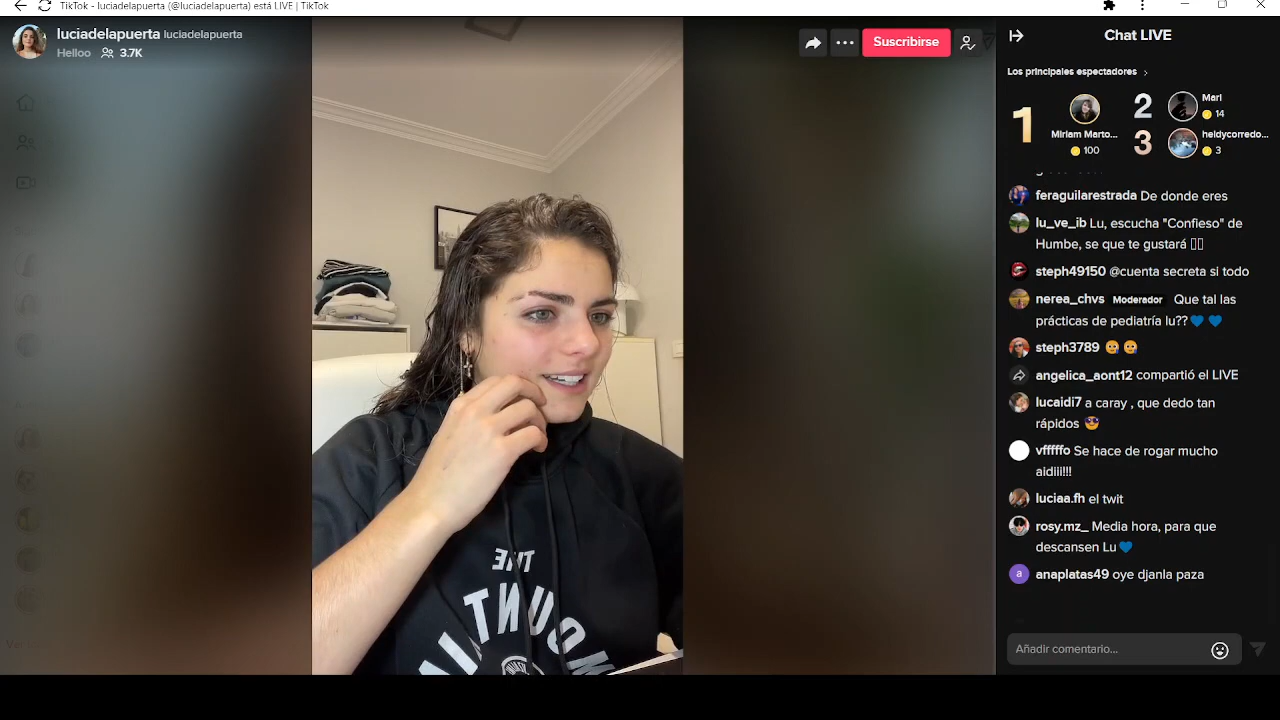 TikTok - luciadelapuerta (@luciadelapuerta) está LIVE | TikTok
luciadelapuerta luciadelapuerta
Helloo 3.7K
Suscribirse
Chat LIVE
Los principales espectadores
1 Miriam Marto... 100
2 Mari 14
3 heidycorredo... 3
feraguilarestrada De donde eres
lu_ve_ib Lu, escucha "Confieso" de
Humbe, se que te gustará
steph49150 @cuenta secreta si todo
nerea_chvs Moderador Que tal las
prácticas de pediatría lu??💙 💙
steph3789
angelica_aont12 compartió el LIVE
lucaidi7 a caray , que dedo tan
rápidos
vfffffo Se hace de rogar mucho
aidiii!!!
luciaa.fh el twit
rosy.mz_ Media hora, para que
descansen Lu💙
a anaplatas49 oye djanla paza
Añadir comentario...
THE
MOUNTAI